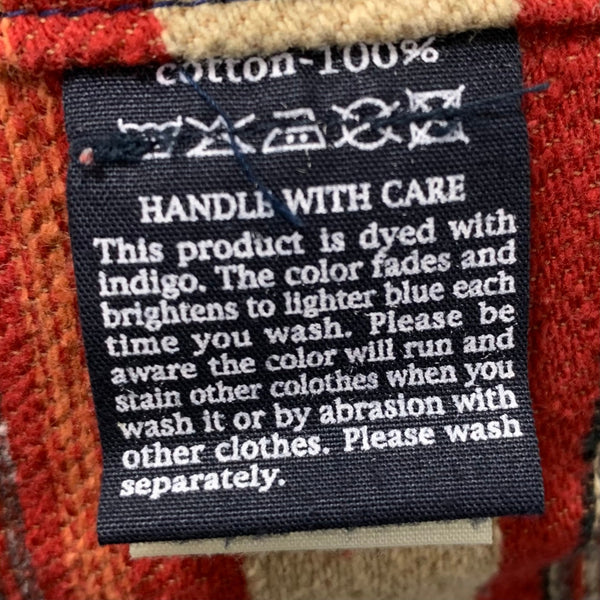 cotton-100%
HANDLE WITH CARE
This product is dyed with
indigo. The color fades and
brightens to lighter blue each
time you wash. Please be
aware the color will run and
stain other colothes when you
wash it or by abrasion with
other clothes. Please wash
separately.